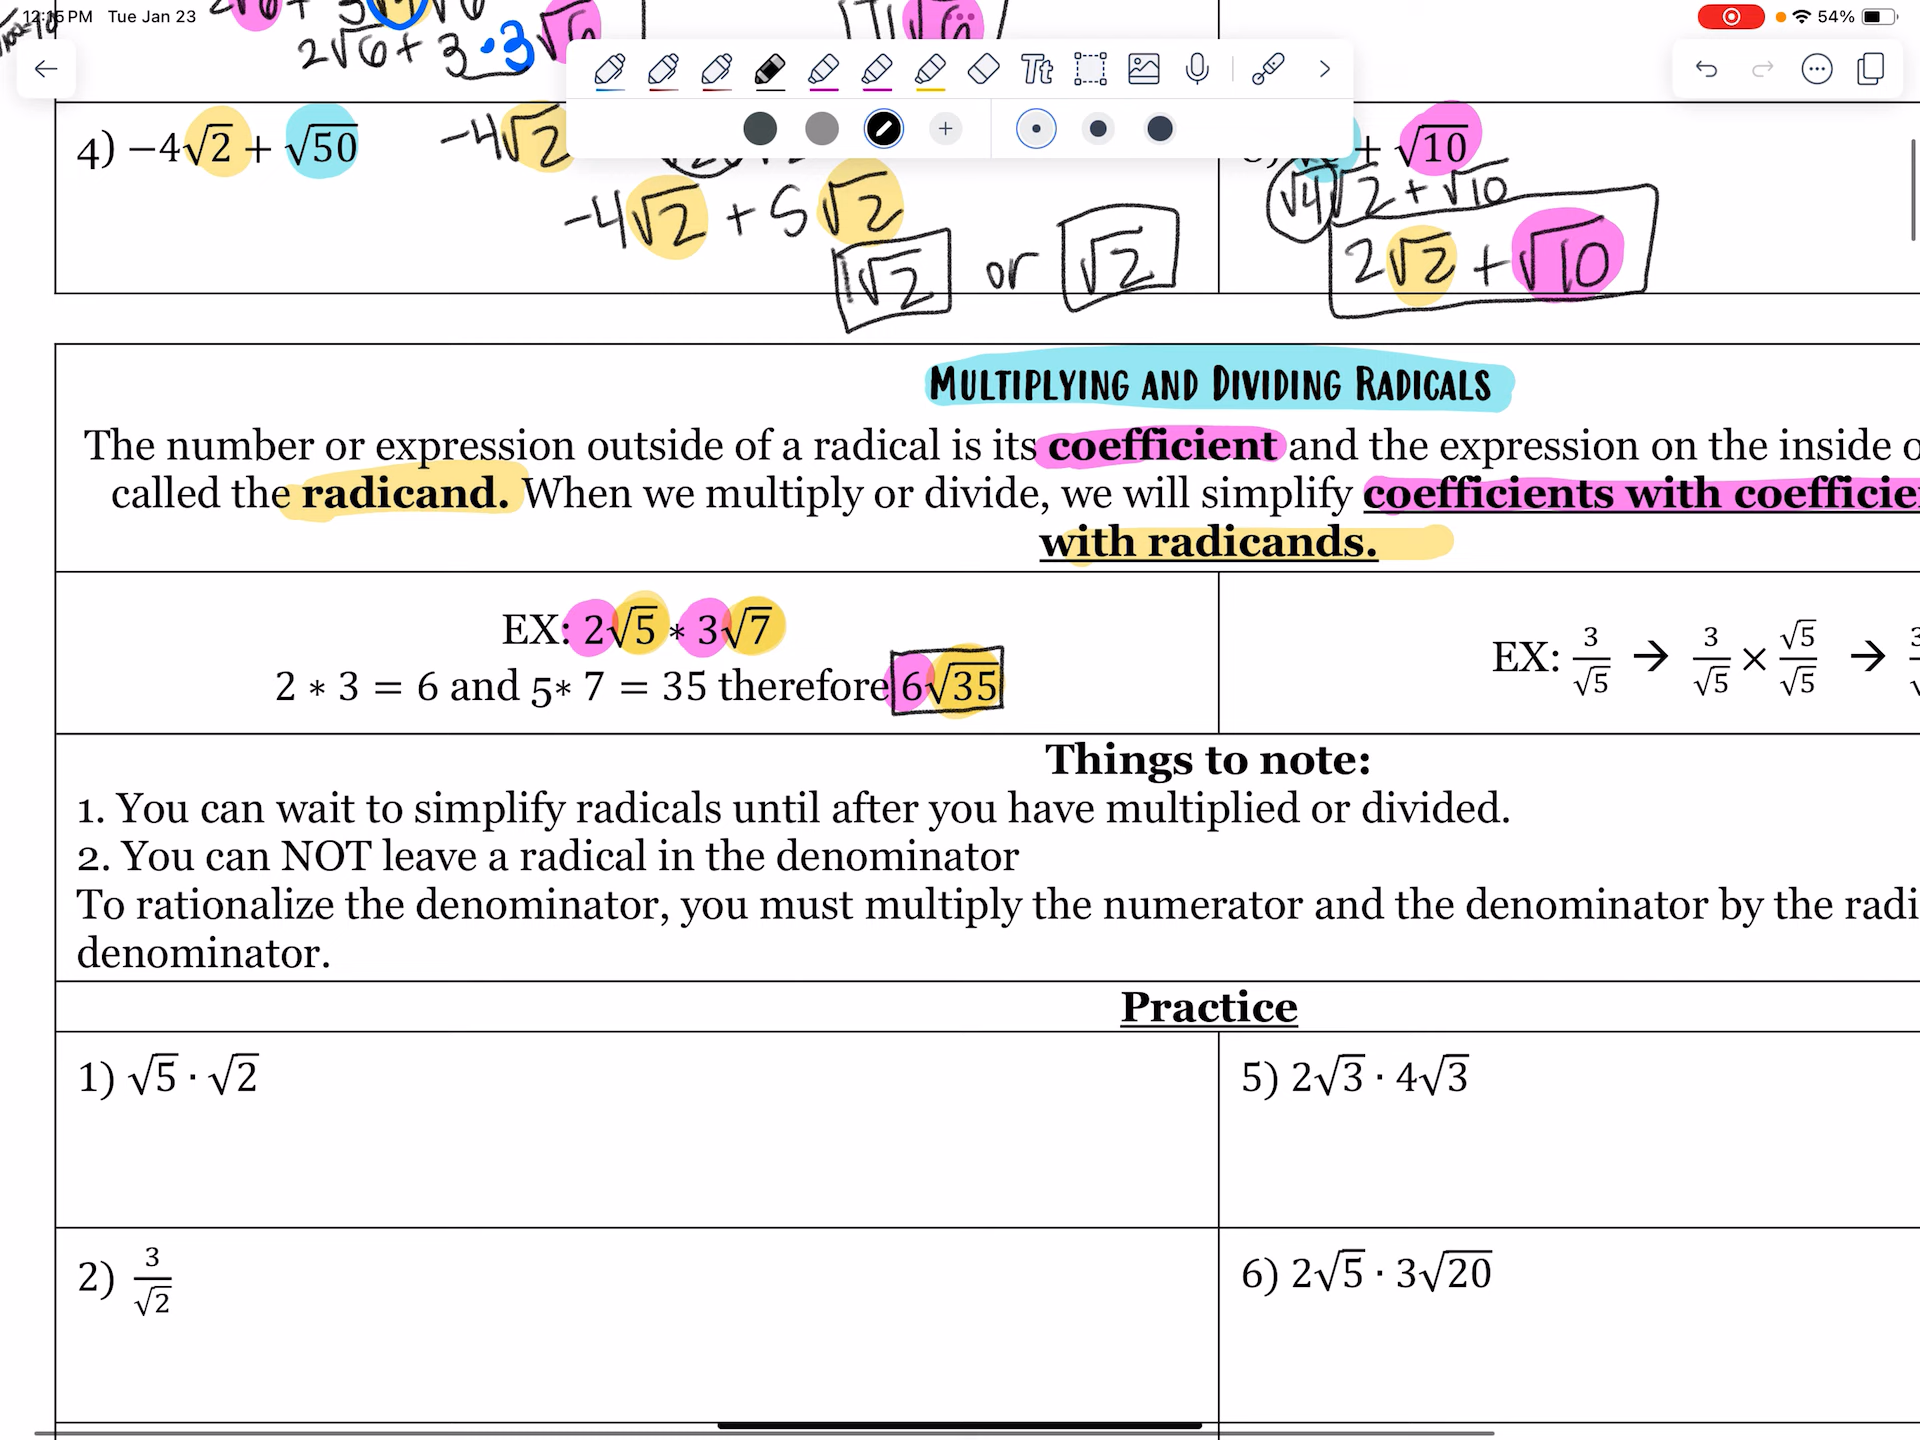 12:15 PM Tue Jan 23
54%
2√6 + 3 · 3√6
Tt
4) −4√2 + √50
−4√2
+ √10
√4√2 + √10
−4√2 + 5√2
2√2 + √10
1√2 or √2
MULTIPLYING AND DIVIDING RADICALS
The number or expression outside of a radical is its coefficient and the expression on the inside
called the radicand. When we multiply or divide, we will simplify coefficients with
with radicands.
EX: 2√5 * 3√7
2 * 3 = 6 and 5* 7 = 35 therefore 6√35
EX: 3/√5 → 3/√5 × √5/√5 →
Things to note:
1. You can wait to simplify radicals until after you have multiplied or divided.
2. You can NOT leave a radical in the denominator
To rationalize the denominator, you must multiply the numerator and the denominator by the
denominator.
Practice
1) √5 · √2
5) 2√3 · 4√3
2) 3/√2
6) 2√5 · 3√20